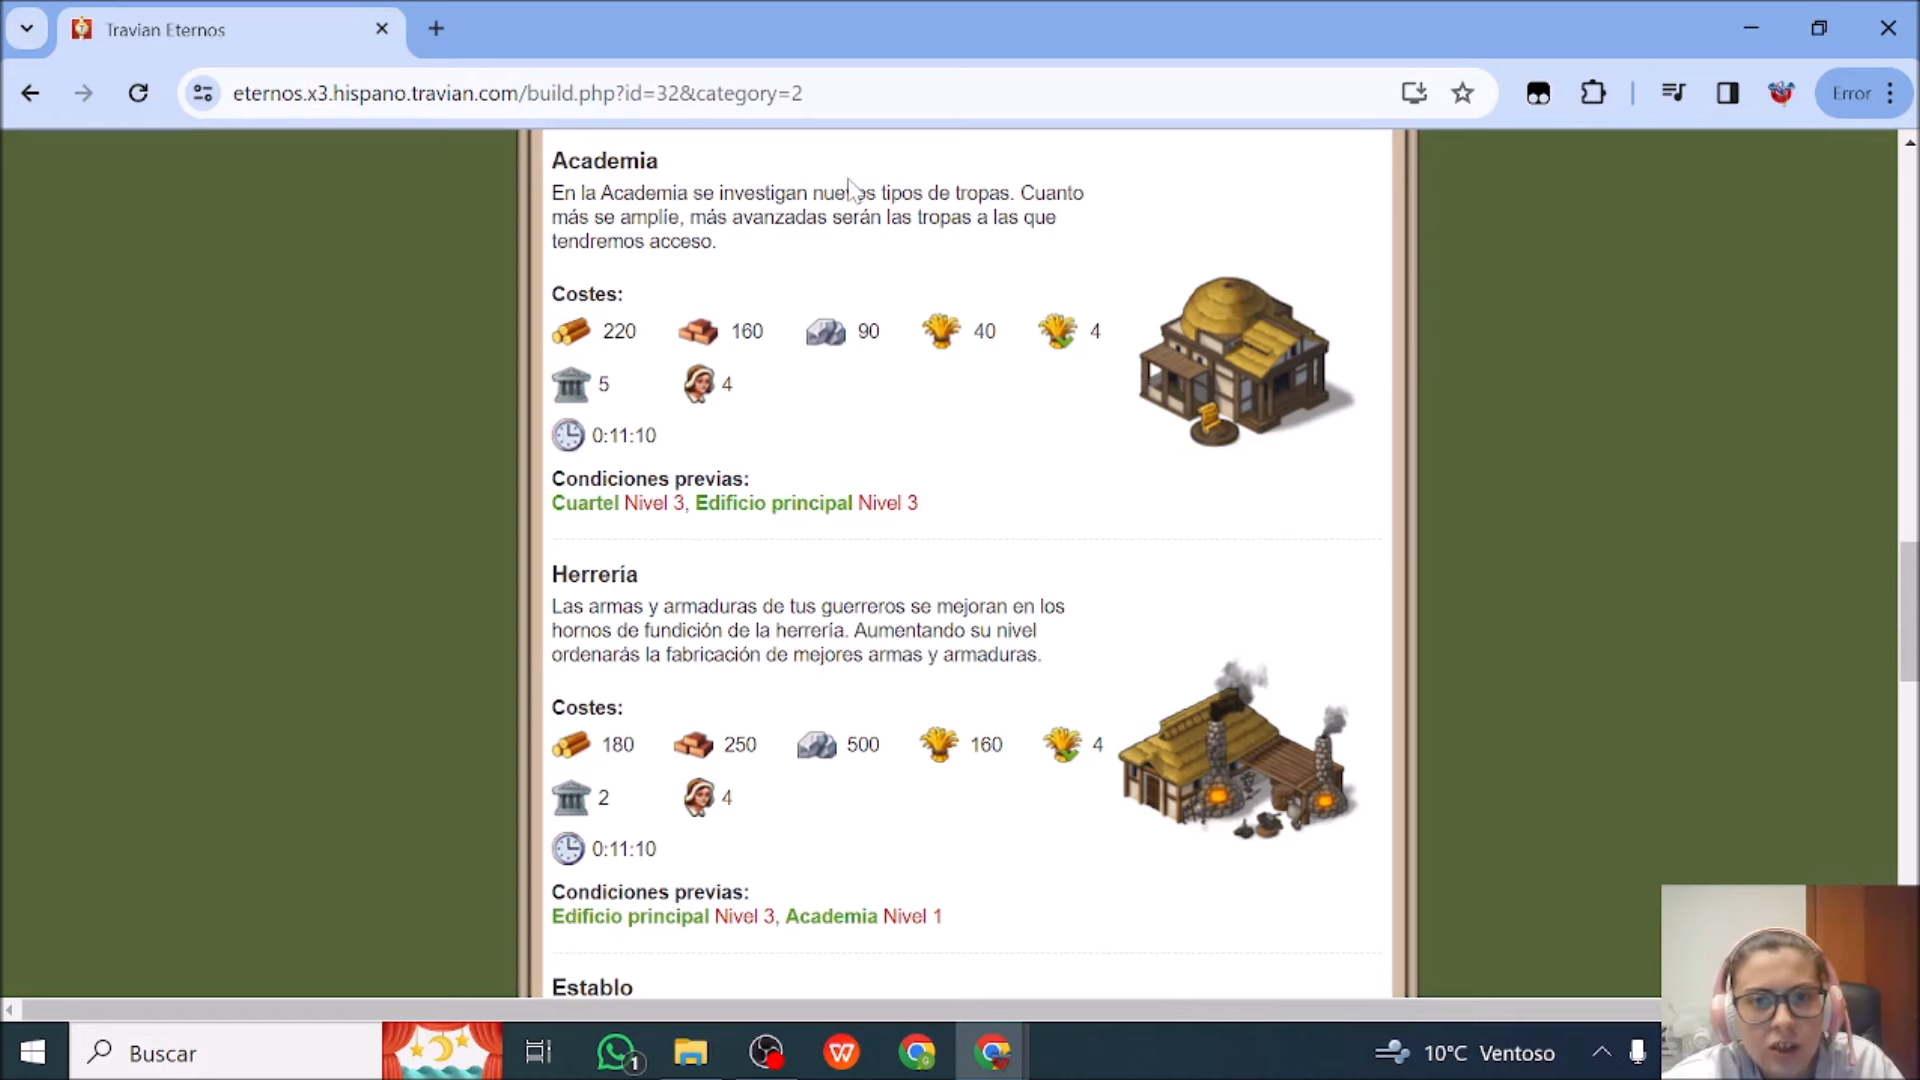 Travian Eternos
eternos.x3.hispano.travian.com/build.php?id=32&category=2
Error
Academia
En la Academia se investigan nuevos tipos de tropas. Cuanto
más se amplíe, más avanzadas serán las tropas a las que
tendremos acceso.
Costes:
220 160 90 40 4
5 4
0:11:10
Condiciones previas:
Cuartel Nivel 3, Edificio principal Nivel 3
Herrería
Las armas y armaduras de tus guerreros se mejoran en los
hornos de fundición de la herrería. Aumentando su nivel
ordenarás la fabricación de mejores armas y armaduras.
Costes:
180 250 500 160 4
2 4
0:11:10
Condiciones previas:
Edificio principal Nivel 3, Academia Nivel 1
Establo
Buscar
1
W
10°C Ventoso